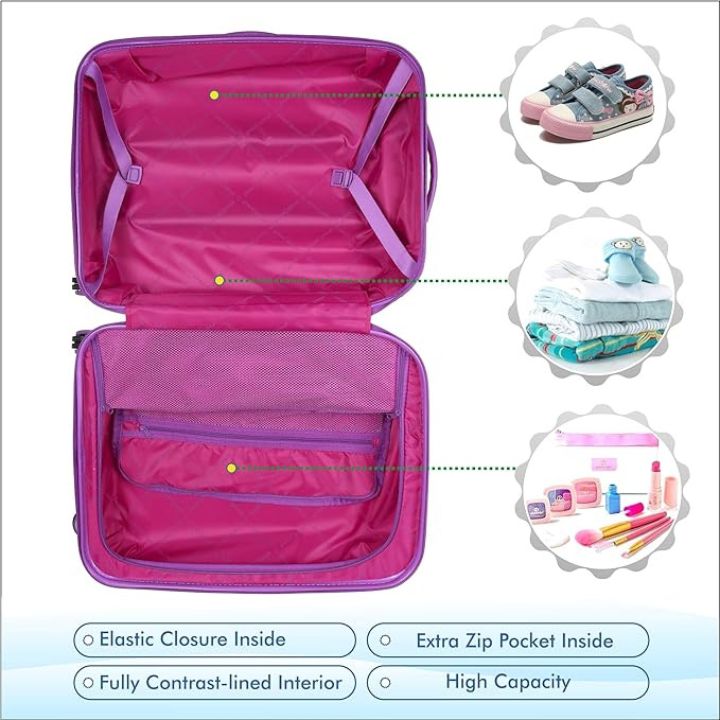 Elastic Closure Inside
Extra Zip Pocket Inside
Fully Contrast-lined Interior
High Capacity